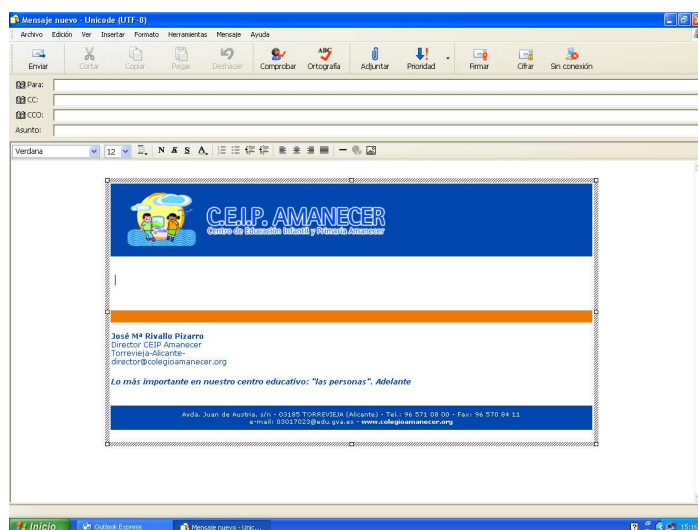 Mensaje nuevo - Unicode (UTF-8)
Archivo Edición Ver Insertar Formato Herramientas Mensaje Ayuda
Enviar Cortar Copiar Pegar Deshacer Comprobar Ortografía Adjuntar Prioridad Firmar Cifrar Sin conexión
Para:
CC:
CCO:
Asunto:
Verdana 12 N K S A
C.E.I.P. AMANECER
Centro de Educación Infantil y Primaria Amanecer
José Mª Rivallo Pizarro
Director CEIP Amanecer
Torrevieja-Alicante-
director@colegioamanecer.org
Lo más importante en nuestro centro educativo: "las personas". Adelante
Avda. Juan de Austria, s/n - 03185 TORREVIEJA (Alicante) - Tel.: 96 571 08 00 - Fax: 96 570 84 11
e-mail: 03017023@edu.gva.es - www.colegioamanecer.org
Inicio Outlook Express Mensaje nuevo - Unic... 15:16